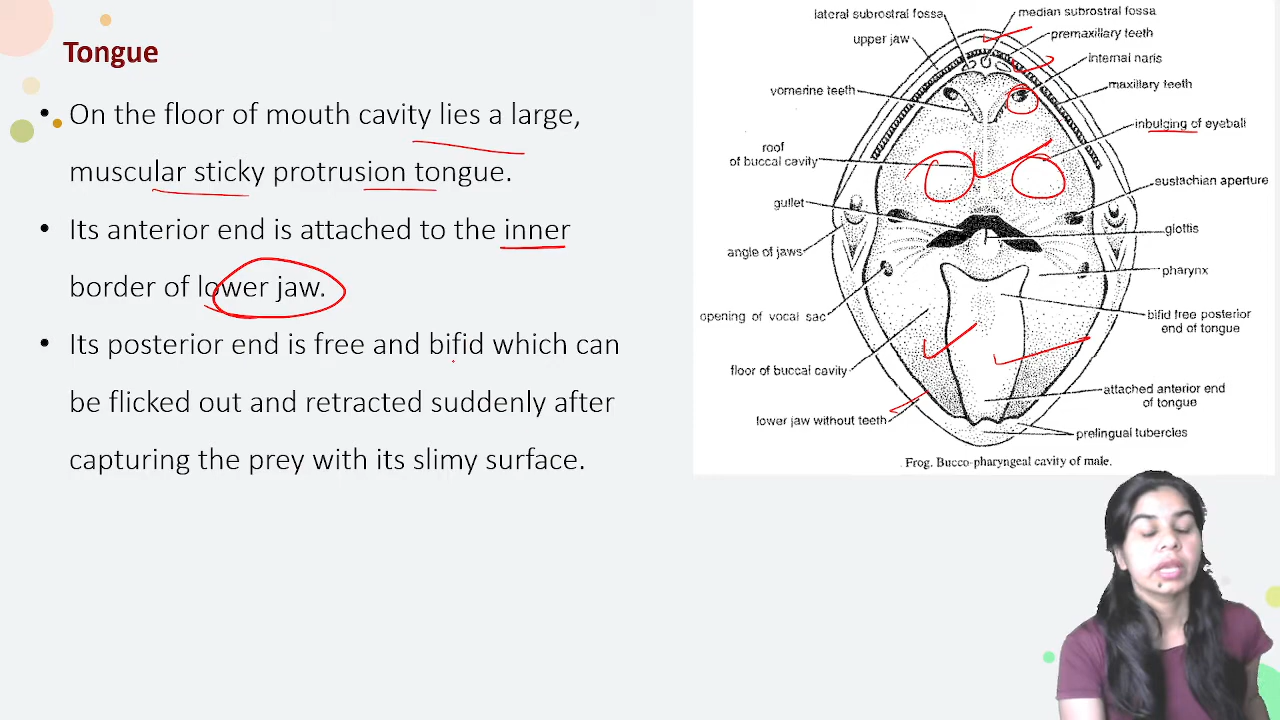 Tongue
• On the floor of mouth cavity lies a large,
muscular sticky protrusion tongue.
• Its anterior end is attached to the inner
border of lower jaw.
• Its posterior end is free and bifid which can
be flicked out and retracted suddenly after
capturing the prey with its slimy surface.
lateral subrostral fossa
median subrostral fossa
upper jaw
premaxillary teeth
internal naris
vomerine teeth
maxillary teeth
inbulging of eyeball
roof
of buccal cavity
eustachian aperture
gullet
glottis
angle of jaws
pharynx
opening of vocal sac
bifid free posterior
end of tongue
floor of buccal cavity
attached anterior end
of tongue
lower jaw without teeth
prelingual tubercles
Frog. Bucco-pharyngeal cavity of male.